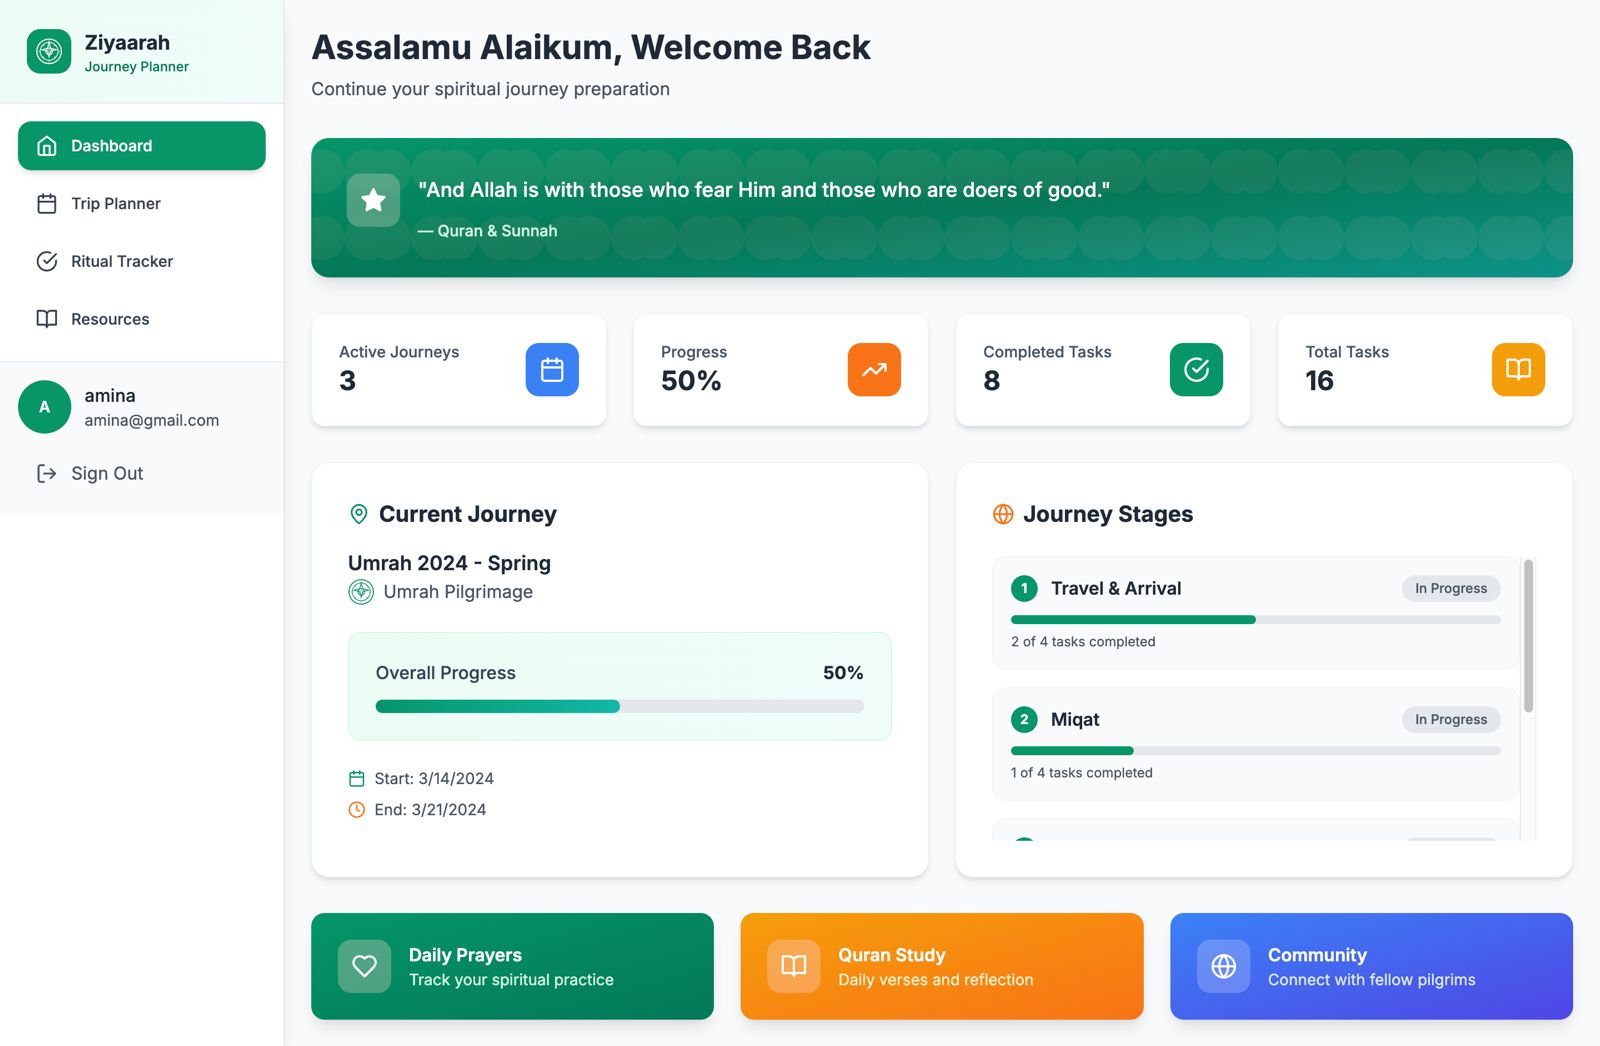 Ziyaarah
Journey Planner
Dashboard
Trip Planner
Ritual Tracker
Resources
A
amina
amina@gmail.com
Sign Out
Assalamu Alaikum, Welcome Back
Continue your spiritual journey preparation
"And Allah is with those who fear Him and those who are doers of good."
— Quran & Sunnah
Active Journeys
3
Progress
50%
Completed Tasks
8
Total Tasks
16
Current Journey
Umrah 2024 - Spring
Umrah Pilgrimage
Overall Progress 50%
Start: 3/14/2024
End: 3/21/2024
Journey Stages
1 Travel & Arrival In Progress
2 of 4 tasks completed
2 Miqat In Progress
1 of 4 tasks completed
Daily Prayers
Track your spiritual practice
Quran Study
Daily verses and reflection
Community
Connect with fellow pilgrims